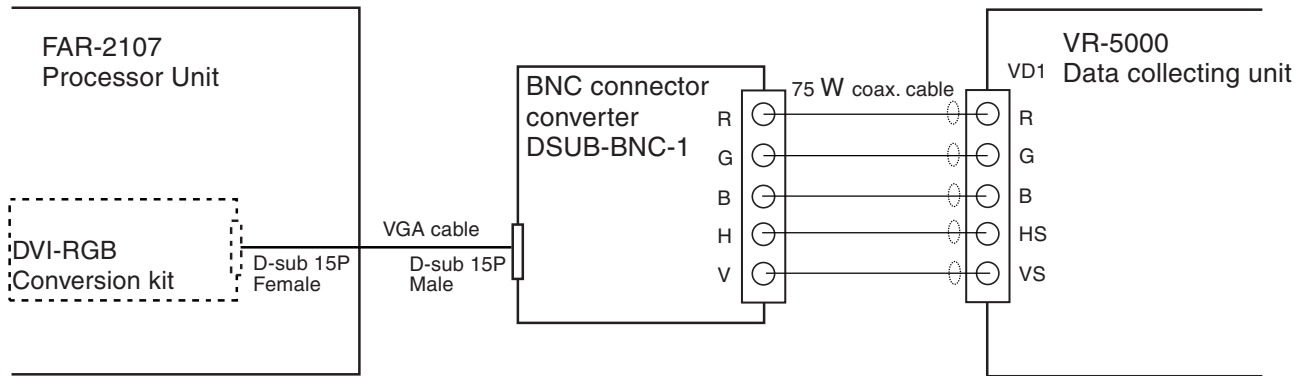 FAR-2107
Processor Unit
DVI-RGB
Conversion kit
D-sub 15P
Female
VGA cable
D-sub 15P
Male
BNC connector
converter
DSUB-BNC-1
R
G
B
H
V
75 W coax. cable
VD1
R
G
B
HS
VS
VR-5000
Data collecting unit